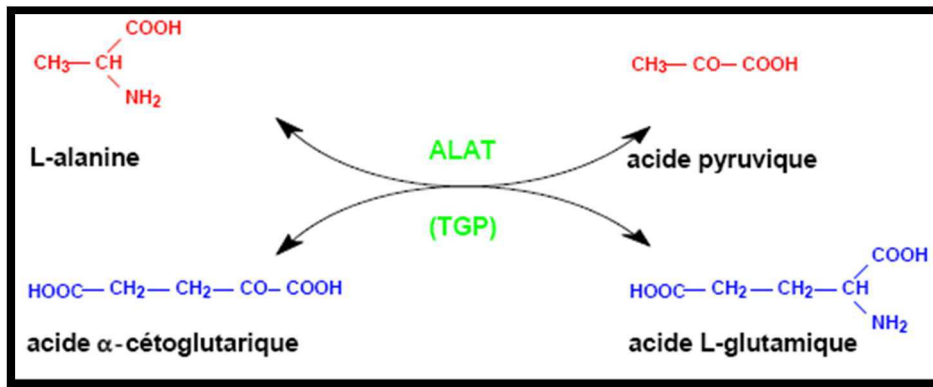 COOH
CH₃— CH
NH₂
L-alanine
CH₃— CO— COOH
acide pyruvique
ALAT
(TGP)
HOOC— CH₂— CH₂— CO— COOH
acide α-cétoglutarique
COOH
HOOC— CH₂— CH₂— CH
NH₂
acide L-glutamique